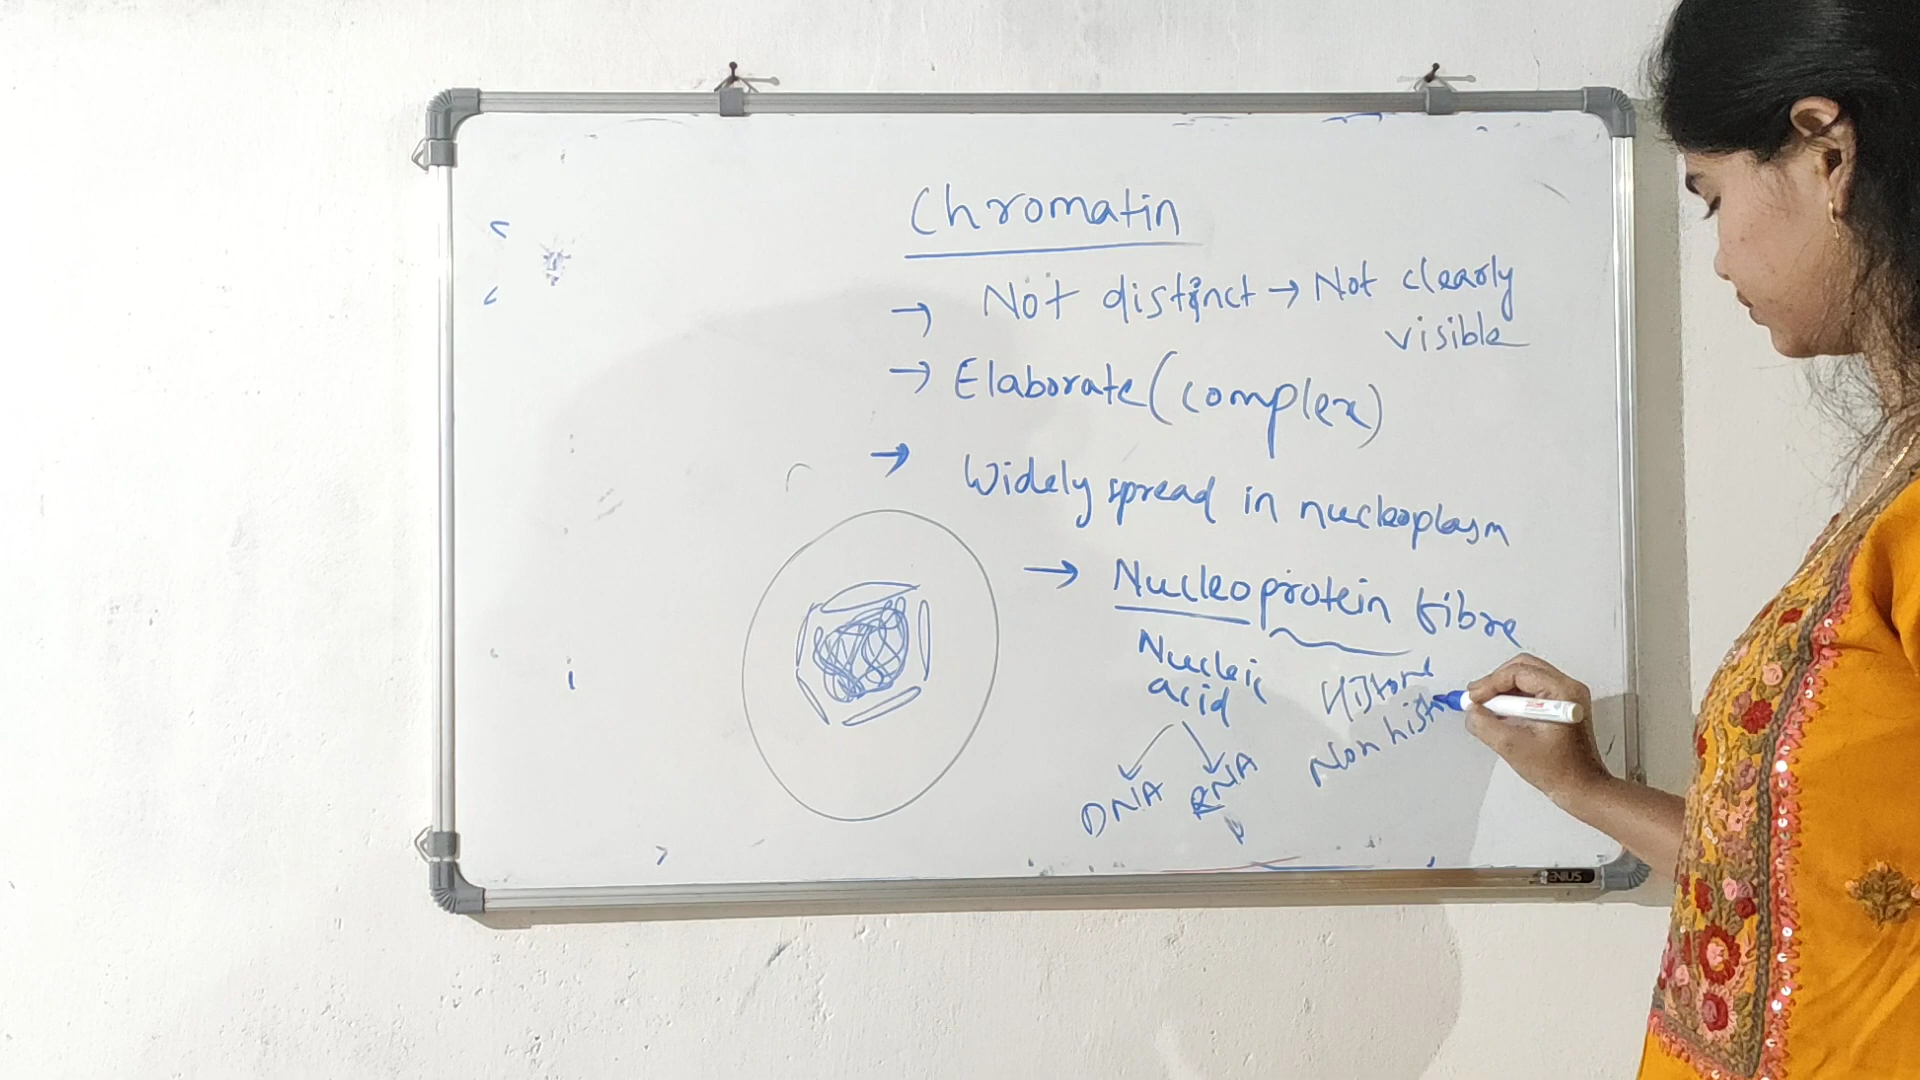 Chromatin
→ Not distinct → Not clearly
visible
→ Elaborate (complex)
→ Widely spread in nucleoplasm
→ Nucleoprotein fibre
Nucleic
acid
Histone
Non hist
DNA RNA